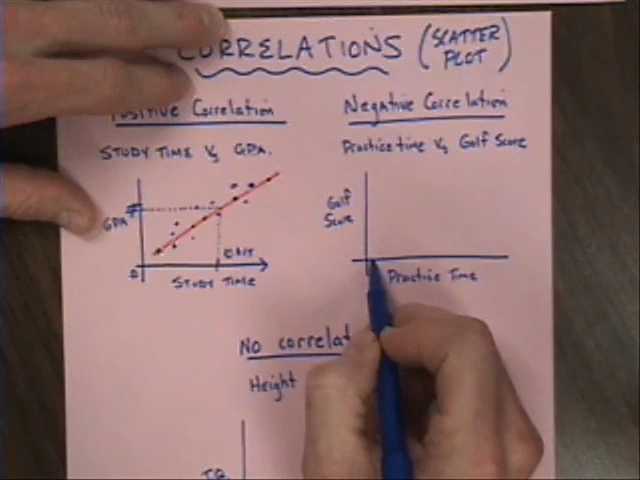 CORRELATIONS (SCATTER
PLOT)
Positive Correlation
STUDY TIME Vs GPA.
GPA
STUDY TIME
Negative Correlation
Practice time Vs Golf Score
Golf
Score
Practice Time
No correlat
Height
IQ